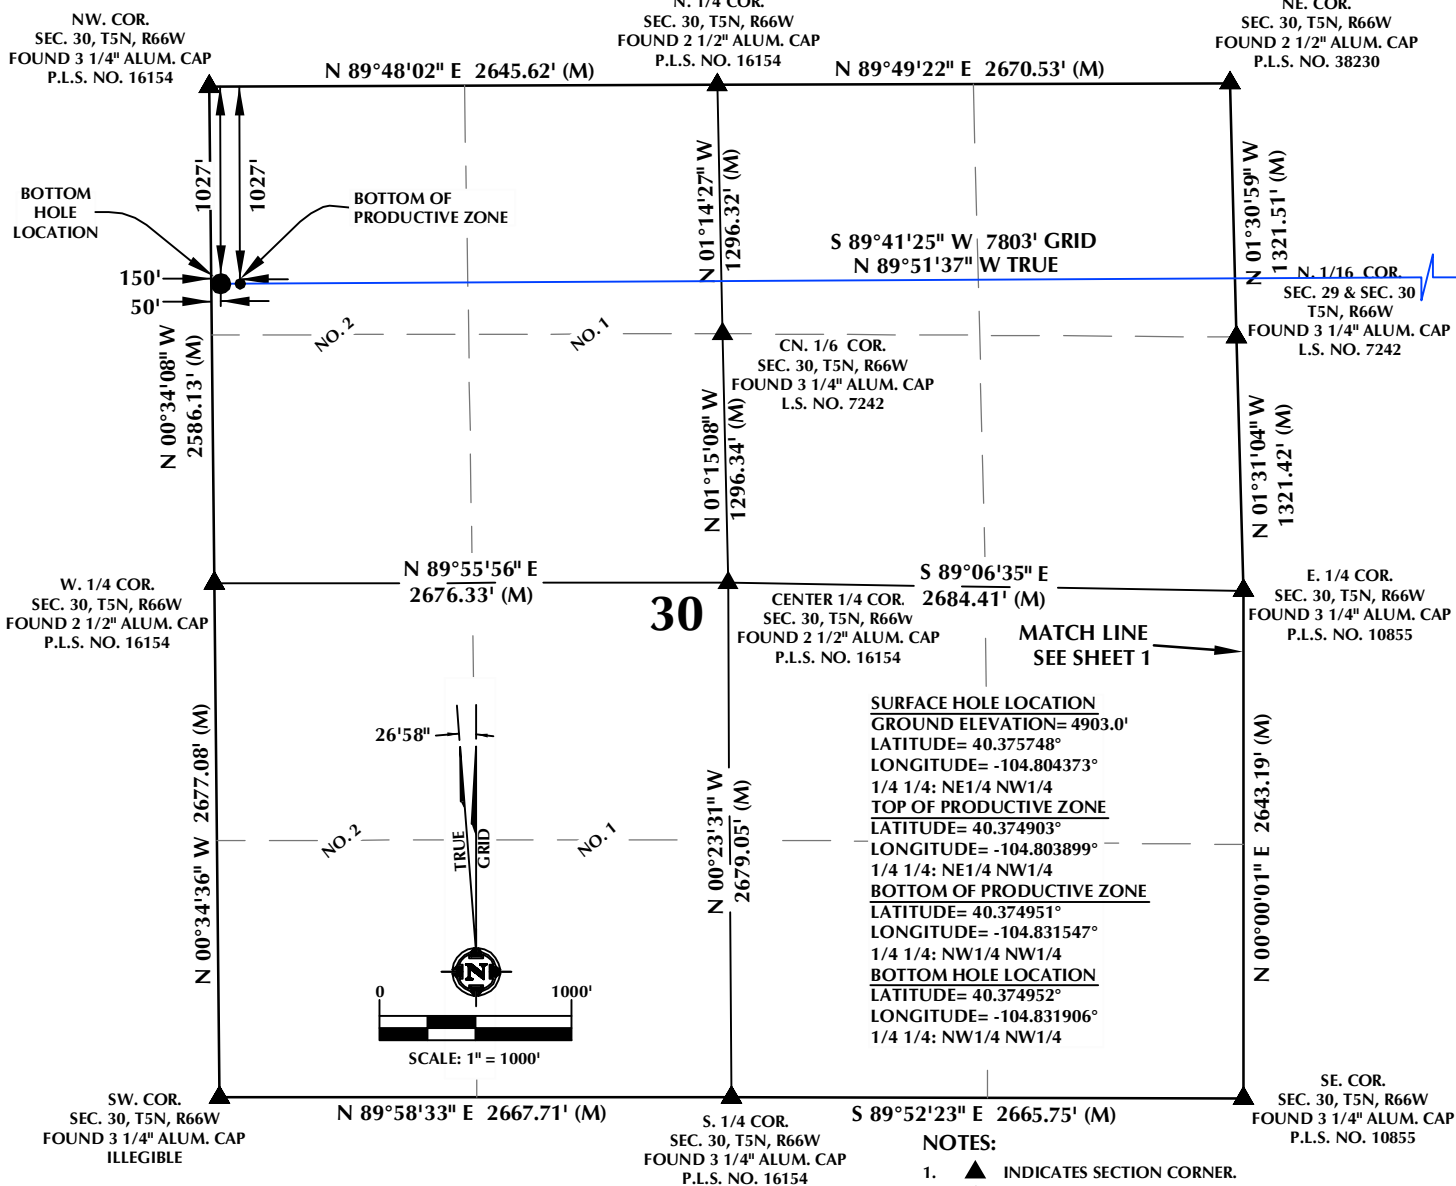 NW. COR.
SEC. 30, T5N, R66W
FOUND 3 1/4" ALUM. CAP
P.L.S. NO. 16154
N. 1/4 COR.
SEC. 30, T5N, R66W
FOUND 2 1/2" ALUM. CAP
P.L.S. NO. 16154
NE. COR.
SEC. 30, T5N, R66W
FOUND 2 1/2" ALUM. CAP
P.L.S. NO. 38230
N 89°48'02" E 2645.62' (M)
N 89°49'22" E 2670.53' (M)
1027'
1027'
BOTTOM
HOLE
LOCATION
BOTTOM OF
PRODUCTIVE ZONE
150'
50'
N 01°14'27" W
1296.32' (M)
N 01°30'59" W
1321.51' (M)
S 89°41'25" W 7803' GRID
N 89°51'37" W TRUE
N. 1/16 COR.
SEC. 29 & SEC. 30
T5N, R66W
FOUND 3 1/4" ALUM. CAP
L.S. NO. 7242
NO. 2
NO.1
CN. 1/6 COR.
SEC. 30, T5N, R66W
FOUND 3 1/4" ALUM. CAP
L.S. NO. 7242
N 00°34'08" W
2586.13' (M)
N 01°15'08" W
1296.34' (M)
N 01°31'04" W
1321.42' (M)
W. 1/4 COR.
SEC. 30, T5N, R66W
FOUND 2 1/2" ALUM. CAP
P.L.S. NO. 16154
N 89°55'56" E
2676.33' (M)
30
CENTER 1/4 COR.
SEC. 30, T5N, R66W
FOUND 2 1/2" ALUM. CAP
P.L.S. NO. 16154
S 89°06'35" E
2684.41' (M)
E. 1/4 COR.
SEC. 30, T5N, R66W
FOUND 3 1/4" ALUM. CAP
P.L.S. NO. 10855
MATCH LINE
SEE SHEET 1
N 00°34'36" W 2677.08' (M)
26'58"
TRUE
GRID
N
NO.2
NO.1
N 00°23'31" W
2679.05' (M)
SURFACE HOLE LOCATION
GROUND ELEVATION= 4903.0'
LATITUDE= 40.375748°
LONGITUDE= -104.804373°
1/4 1/4: NE1/4 NW1/4
TOP OF PRODUCTIVE ZONE
LATITUDE= 40.374903°
LONGITUDE= -104.803899°
1/4 1/4: NE1/4 NW1/4
BOTTOM OF PRODUCTIVE ZONE
LATITUDE= 40.374951°
LONGITUDE= -104.831547°
1/4 1/4: NW1/4 NW1/4
BOTTOM HOLE LOCATION
LATITUDE= 40.374952°
LONGITUDE= -104.831906°
1/4 1/4: NW1/4 NW1/4
N 00°00'01" E 2643.19' (M)
0 1000'
SCALE: 1" = 1000'
SW. COR.
SEC. 30, T5N, R66W
FOUND 3 1/4" ALUM. CAP
ILLEGIBLE
N 89°58'33" E 2667.71' (M)
S. 1/4 COR.
SEC. 30, T5N, R66W
FOUND 3 1/4" ALUM. CAP
P.L.S. NO. 16154
S 89°52'23" E 2665.75' (M)
SE. COR.
SEC. 30, T5N, R66W
FOUND 3 1/4" ALUM. CAP
P.L.S. NO. 10855
NOTES:
1. INDICATES SECTION CORNER.